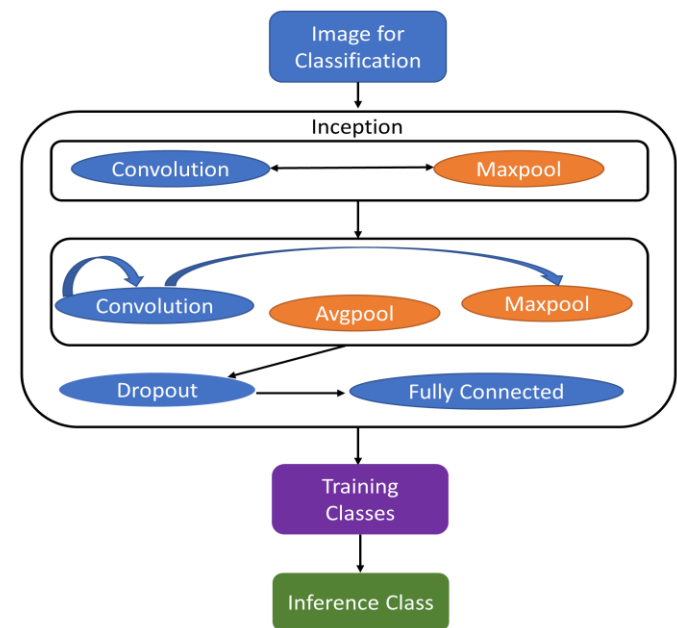 Image for
Classification
Inception
Convolution
Maxpool
Convolution
Avgpool
Maxpool
Dropout
Fully Connected
Training
Classes
Inference Class